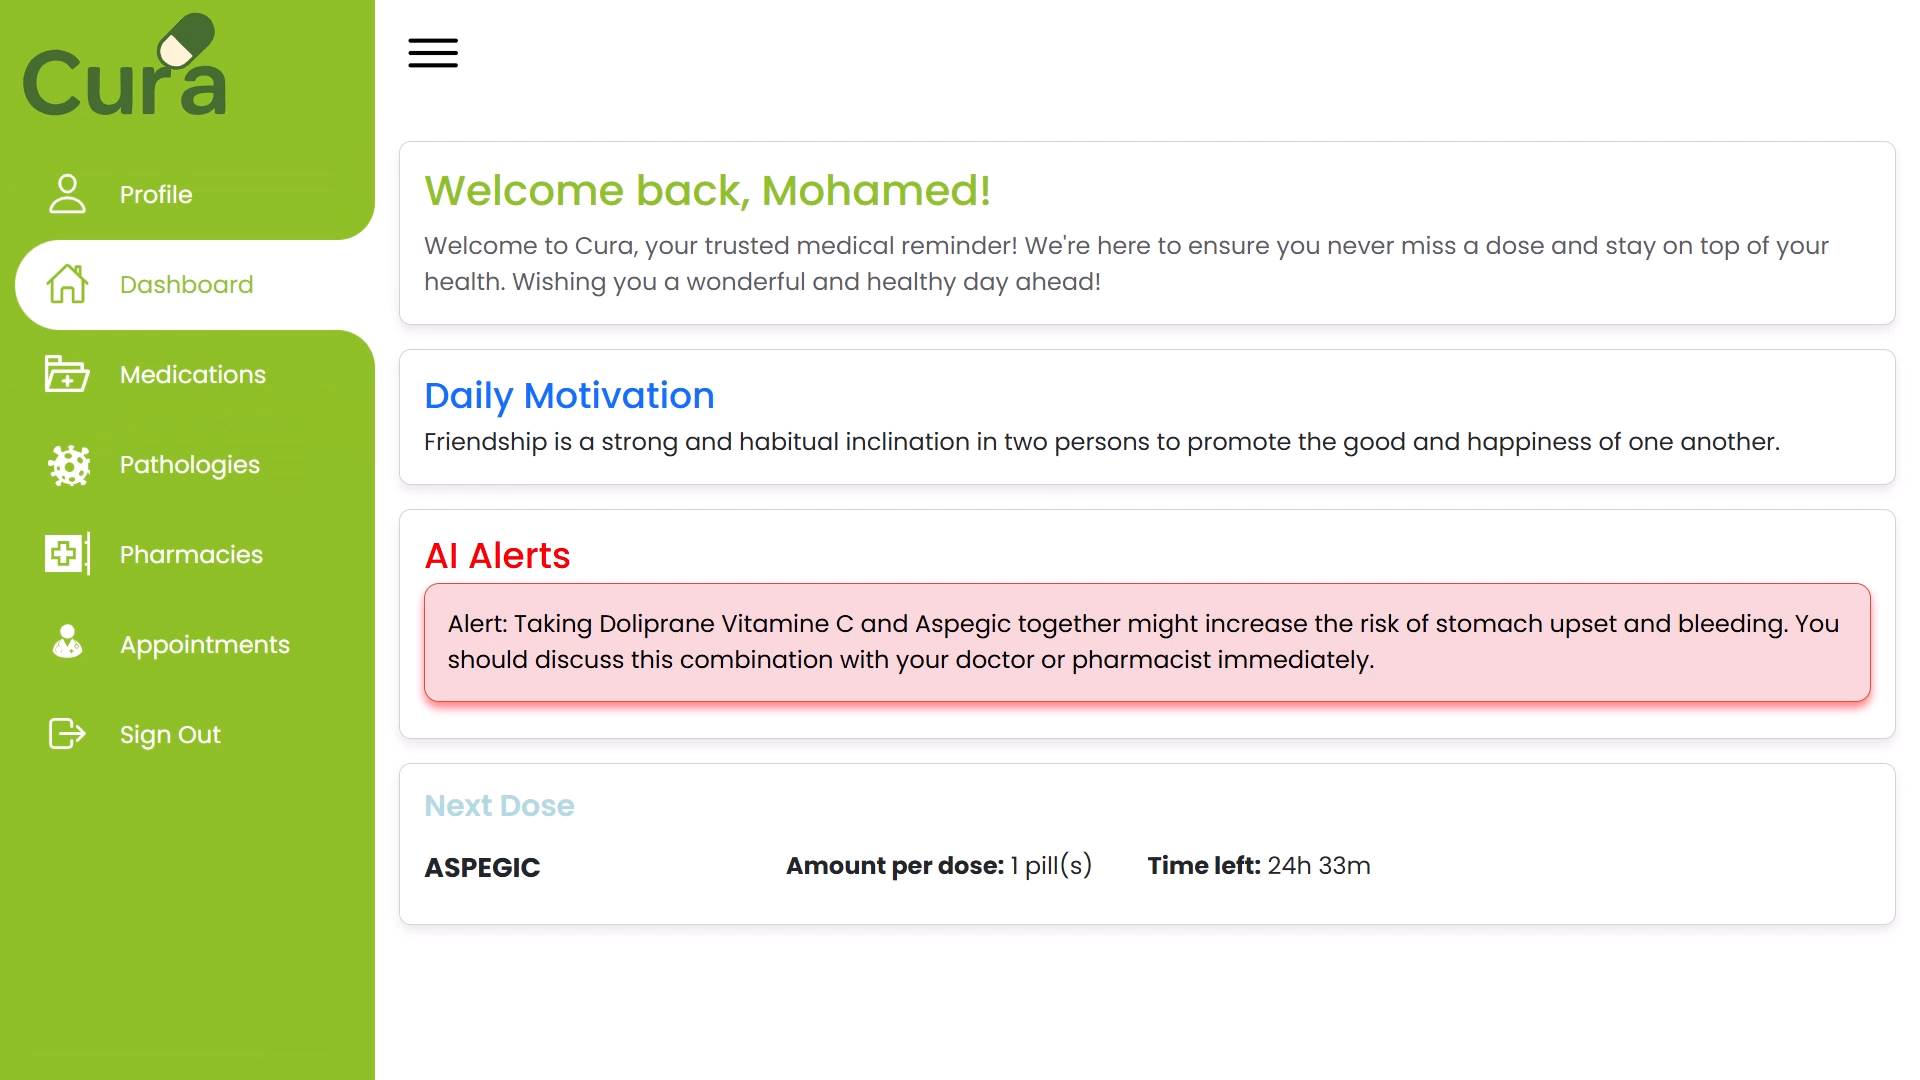 Cura
Profile
Dashboard
Medications
Pathologies
Pharmacies
Appointments
Sign Out
Welcome back, Mohamed!
Welcome to Cura, your trusted medical reminder! We're here to ensure you never miss a dose and stay on top of your
health. Wishing you a wonderful and healthy day ahead!
Daily Motivation
Friendship is a strong and habitual inclination in two persons to promote the good and happiness of one another.
AI Alerts
Alert: Taking Doliprane Vitamine C and Aspegic together might increase the risk of stomach upset and bleeding. You
should discuss this combination with your doctor or pharmacist immediately.
Next Dose
ASPEGIC Amount per dose: 1 pill(s) Time left: 24h 33m